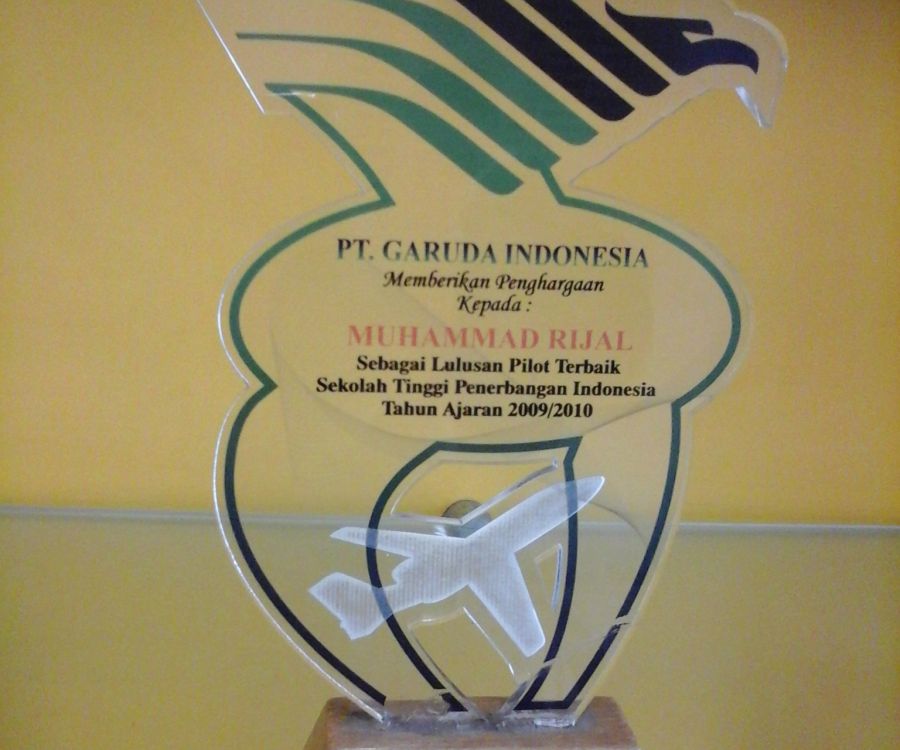 PT. GARUDA INDONESIA
Memberikan Penghargaan
Kepada :
MUHAMMAD RIJAL
Sebagai Lulusan Pilot Terbaik
Sekolah Tinggi Penerbangan Indonesia
Tahun Ajaran 2009/2010